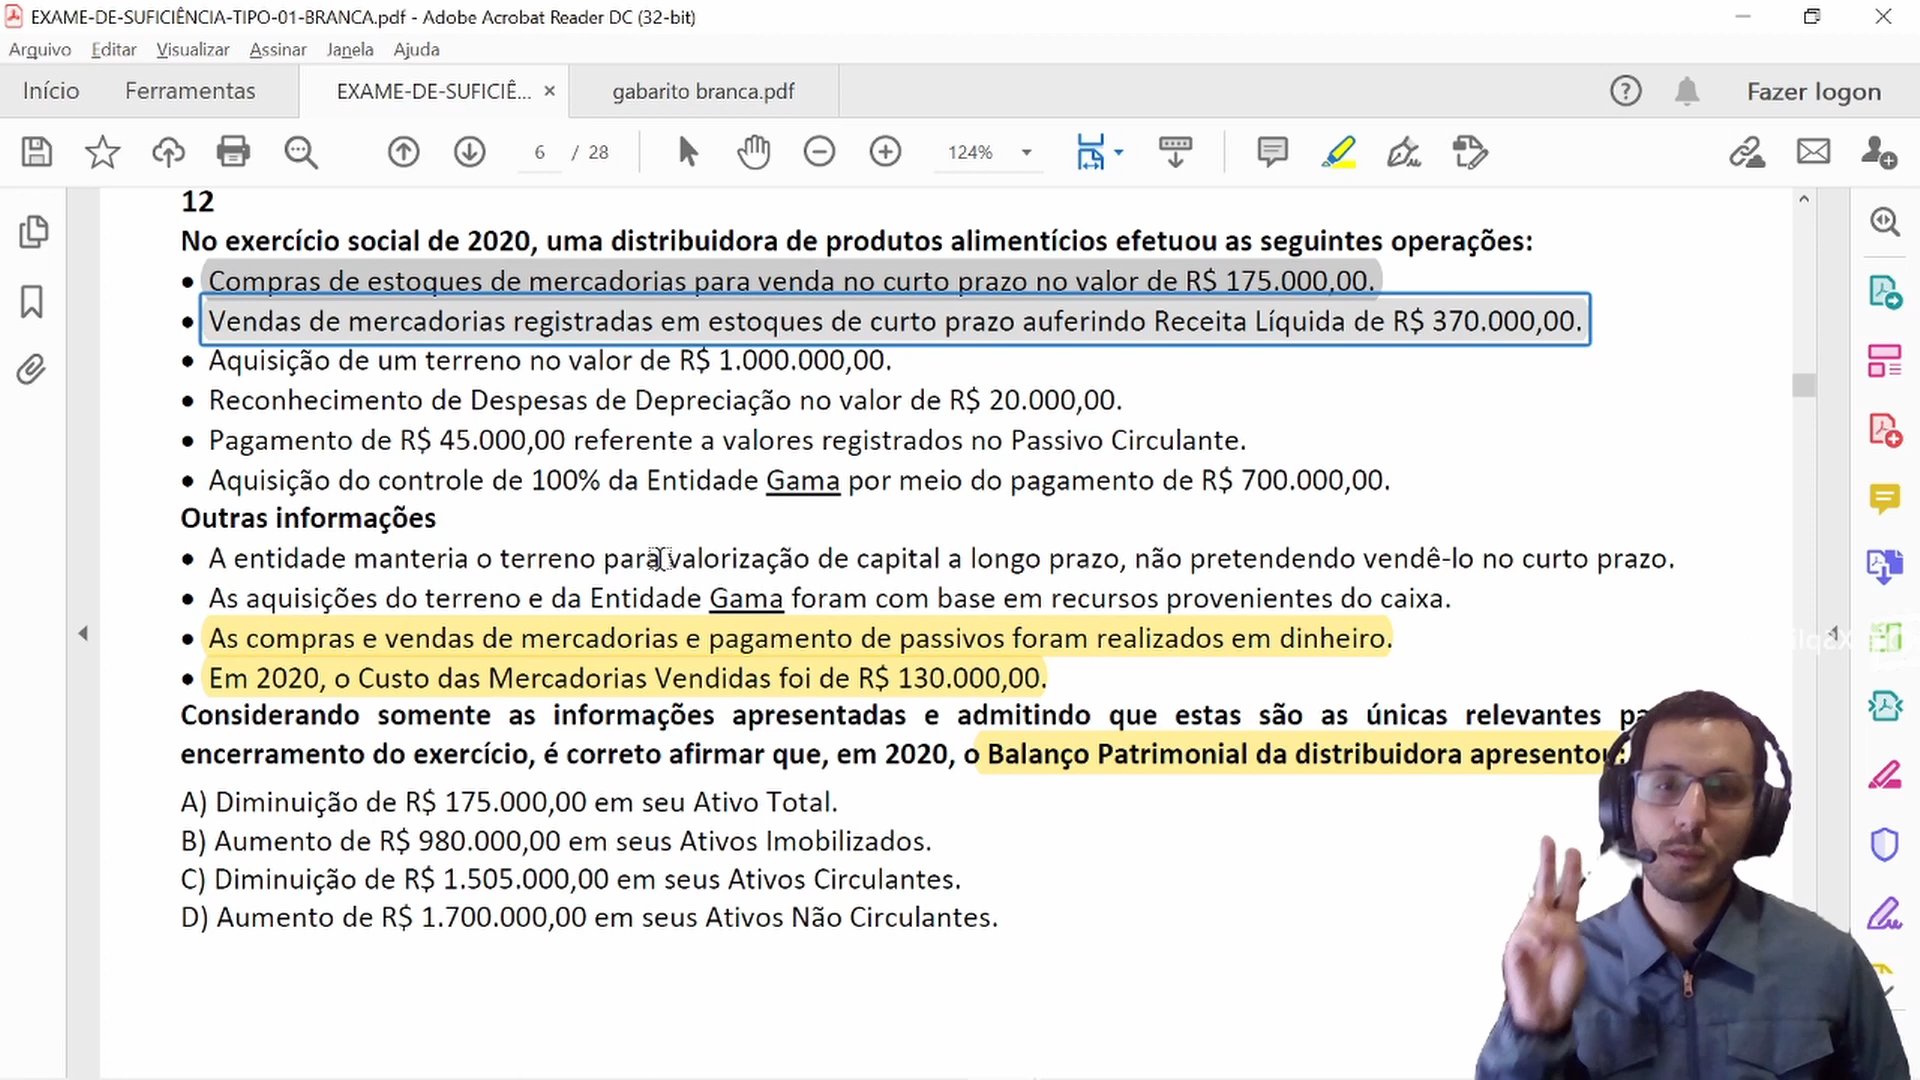 EXAME-DE-SUFICIÊNCIA-TIPO-01-BRANCA.pdf - Adobe Acrobat Reader DC (32-bit)
Arquivo Editar Visualizar Assinar Janela Ajuda
Início Ferramentas EXAME-DE-SUFICIÊ... gabarito branca.pdf Fazer logon
6 / 28 124%
12
No exercício social de 2020, uma distribuidora de produtos alimentícios efetuou as seguintes operações:
• Compras de estoques de mercadorias para venda no curto prazo no valor de R$ 175.000,00.
• Vendas de mercadorias registradas em estoques de curto prazo auferindo Receita Líquida de R$ 370.000,00.
• Aquisição de um terreno no valor de R$ 1.000.000,00.
• Reconhecimento de Despesas de Depreciação no valor de R$ 20.000,00.
• Pagamento de R$ 45.000,00 referente a valores registrados no Passivo Circulante.
• Aquisição do controle de 100% da Entidade Gama por meio do pagamento de R$ 700.000,00.
Outras informações
• A entidade manteria o terreno para valorização de capital a longo prazo, não pretendendo vendê-lo no curto prazo.
• As aquisições do terreno e da Entidade Gama foram com base em recursos provenientes do caixa.
• As compras e vendas de mercadorias e pagamento de passivos foram realizados em dinheiro.
• Em 2020, o Custo das Mercadorias Vendidas foi de R$ 130.000,00.
Considerando somente as informações apresentadas e admitindo que estas são as únicas relevantes
encerramento do exercício, é correto afirmar que, em 2020, o Balanço Patrimonial da distribuidora apresentou:
A) Diminuição de R$ 175.000,00 em seu Ativo Total.
B) Aumento de R$ 980.000,00 em seus Ativos Imobilizados.
C) Diminuição de R$ 1.505.000,00 em seus Ativos Circulantes.
D) Aumento de R$ 1.700.000,00 em seus Ativos Não Circulantes.